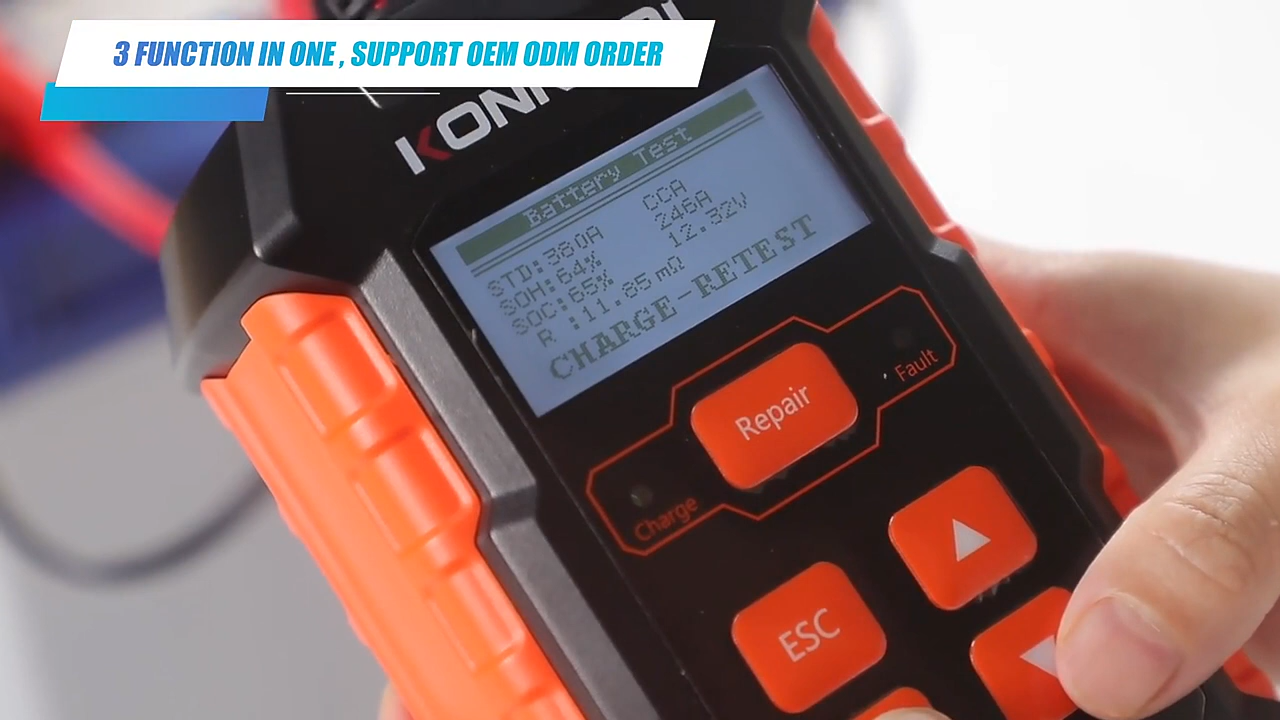 3 FUNCTION IN ONE , SUPPORT OEM ODM ORDER
Battery Test
STD:380A CCA
SOH:64% 246A
SOC:65% 12.32V
R :11.85mΩ
CHARGE-RETEST
Repair
Fault
Charge
ESC